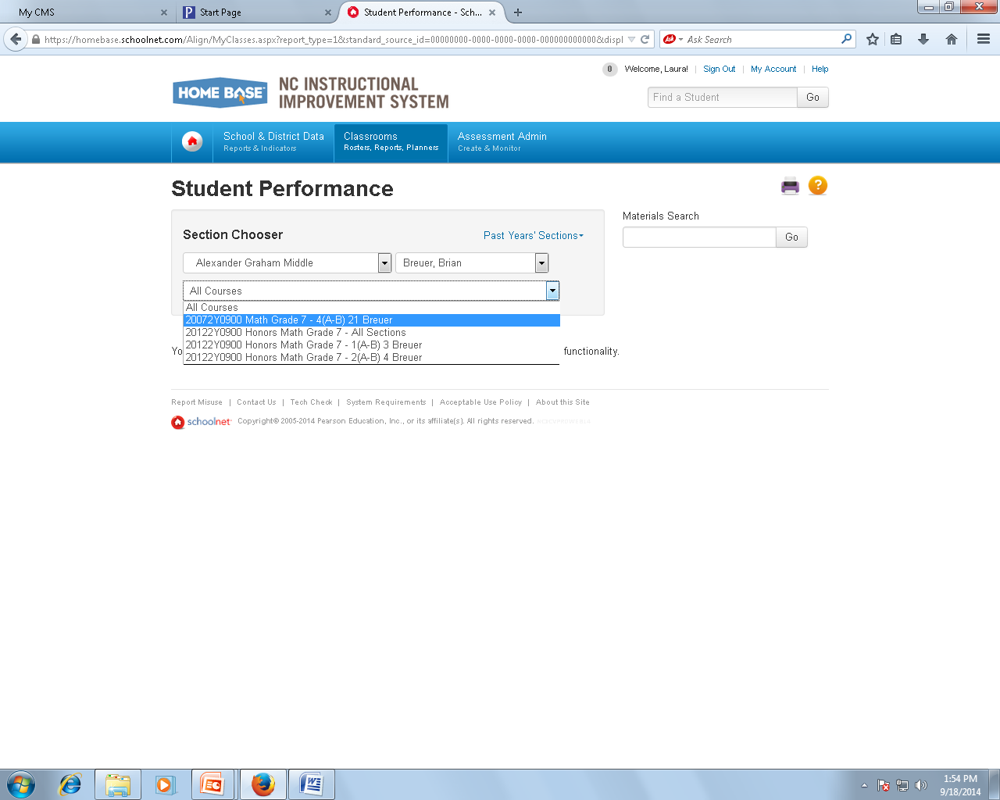 My CMS
Start Page
Student Performance - Sch...
https://homebase.schoolnet.com/Align/MyClasses.aspx?report_type=1&standard_source_id=00000000-0000-0000-0000-000000000000&displ
Ask
Ask Search
0 Welcome, Laura! | Sign Out | My Account | Help
HOME BASE
NC INSTRUCTIONAL
IMPROVEMENT SYSTEM
Find a Student Go
School & District Data
Reports & Indicators
Classrooms
Rosters, Reports, Planners
Assessment Admin
Create & Monitor
Student Performance
?
Section Chooser
Past Years' Sections
Materials Search
Go
Alexander Graham Middle
Breuer, Brian
All Courses
All Courses
20072Y0900 Math Grade 7 - 4(A-B) 21 Breuer
20122Y0900 Honors Math Grade 7 - All Sections
20122Y0900 Honors Math Grade 7 - 1(A-B) 3 Breuer
20122Y0900 Honors Math Grade 7 - 2(A-B) 4 Breuer
Yo functionality.
Report Misuse | Contact Us | Tech Check | System Requirements | Acceptable Use Policy | About this Site
schoolnet Copyright© 2005-2014 Pearson Education, Inc., or its affiliate(s). All rights reserved.
1:54 PM
9/18/2014